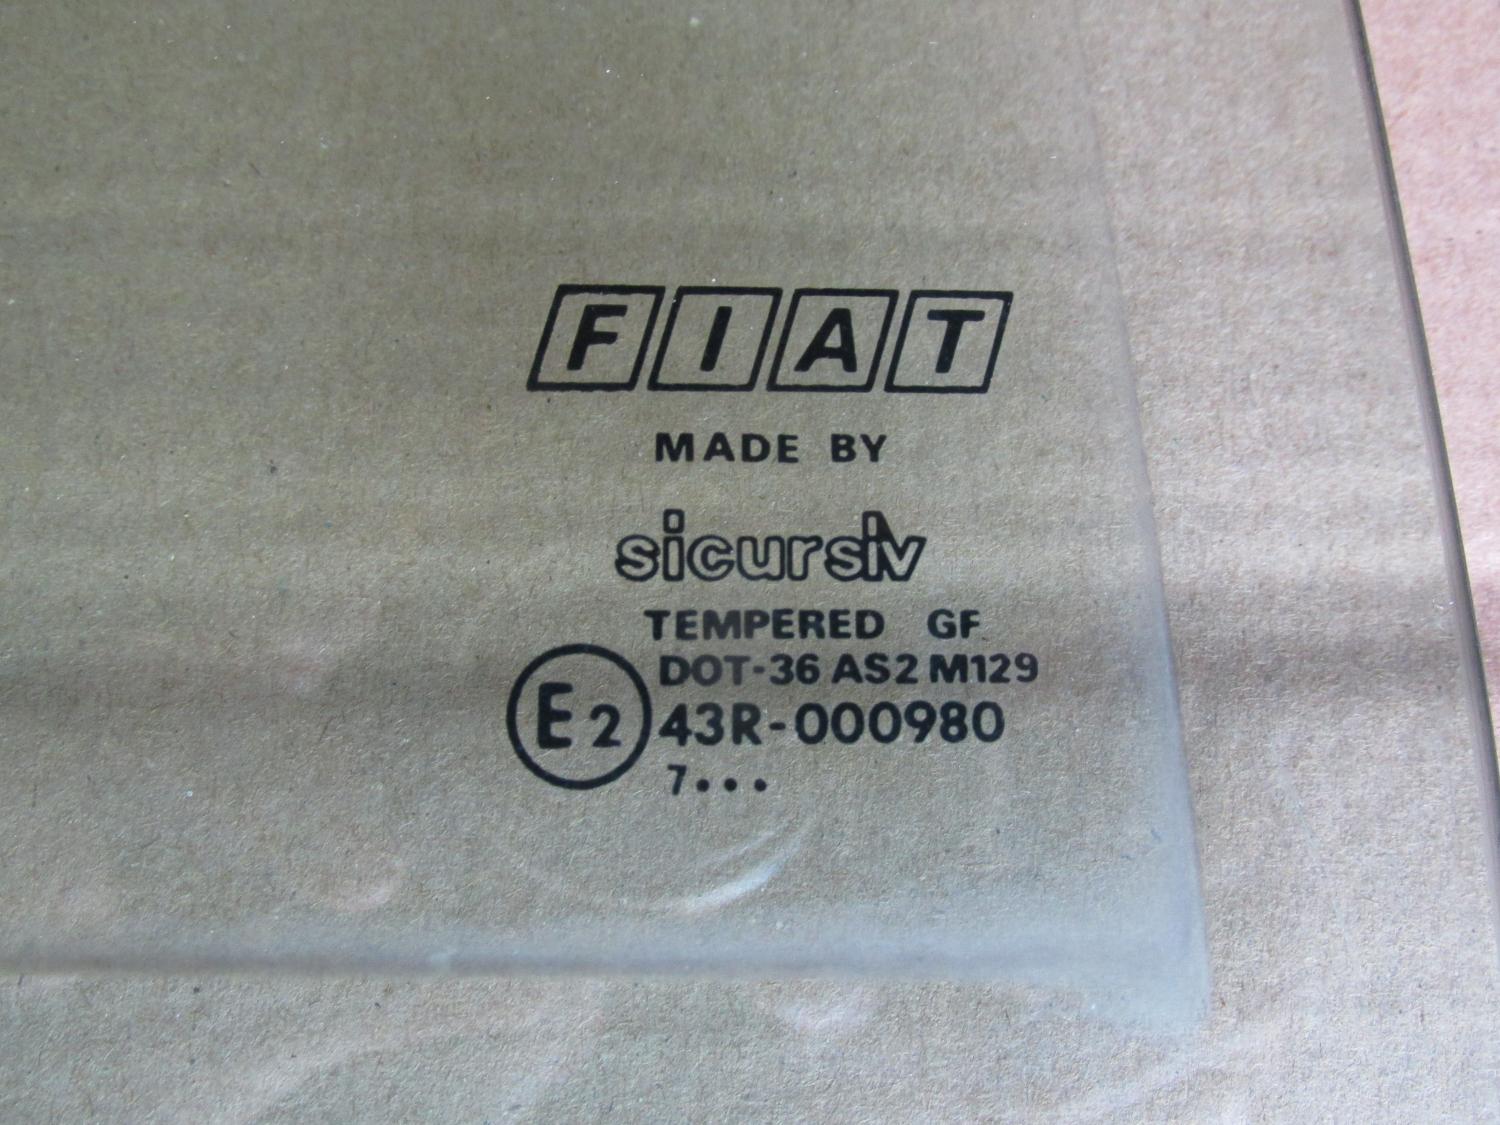 FIAT
MADE BY
sicursiv
TEMPERED GF
DOT-36 AS2 M129
E2 43R-000980
7...